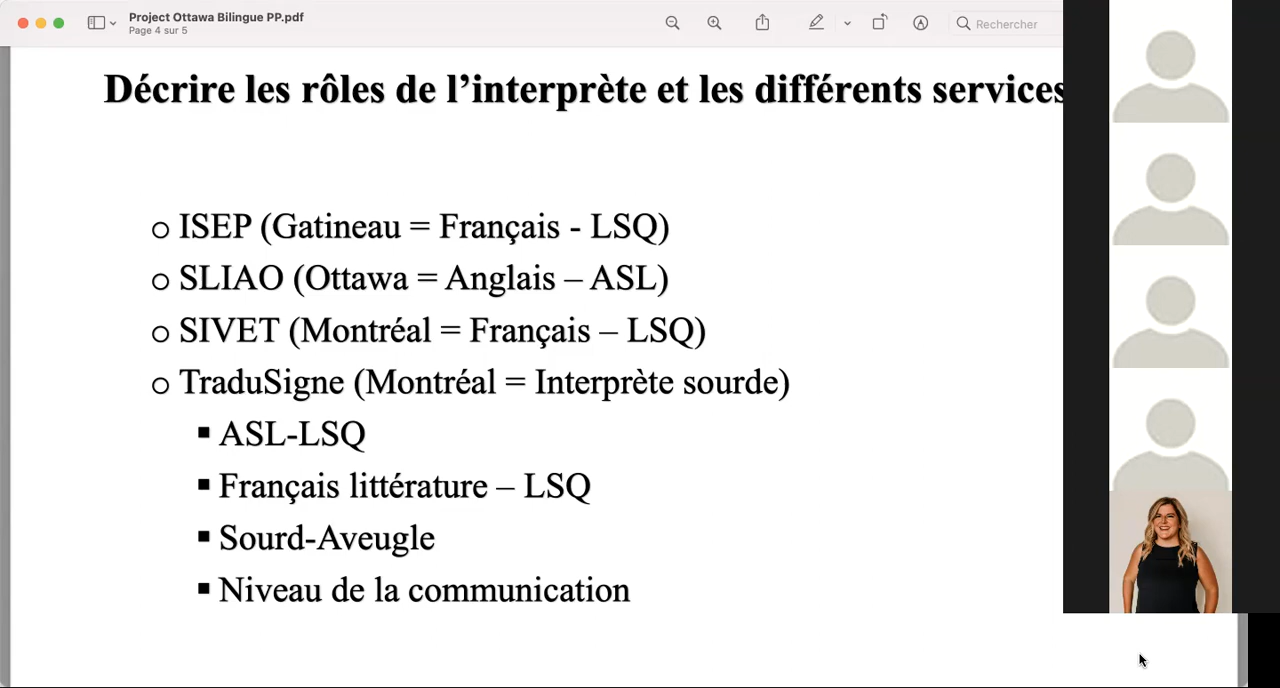 Project Ottawa Bilingue PP.pdf
Page 4 sur 5
Rechercher
Décrire les rôles de l’interprète et les différents services
o ISEP (Gatineau = Français - LSQ)
o SLIAO (Ottawa = Anglais – ASL)
o SIVET (Montréal = Français – LSQ)
o TraduSigne (Montréal = Interprète sourde)
▪ ASL-LSQ
▪ Français littérature – LSQ
▪ Sourd-Aveugle
▪ Niveau de la communication